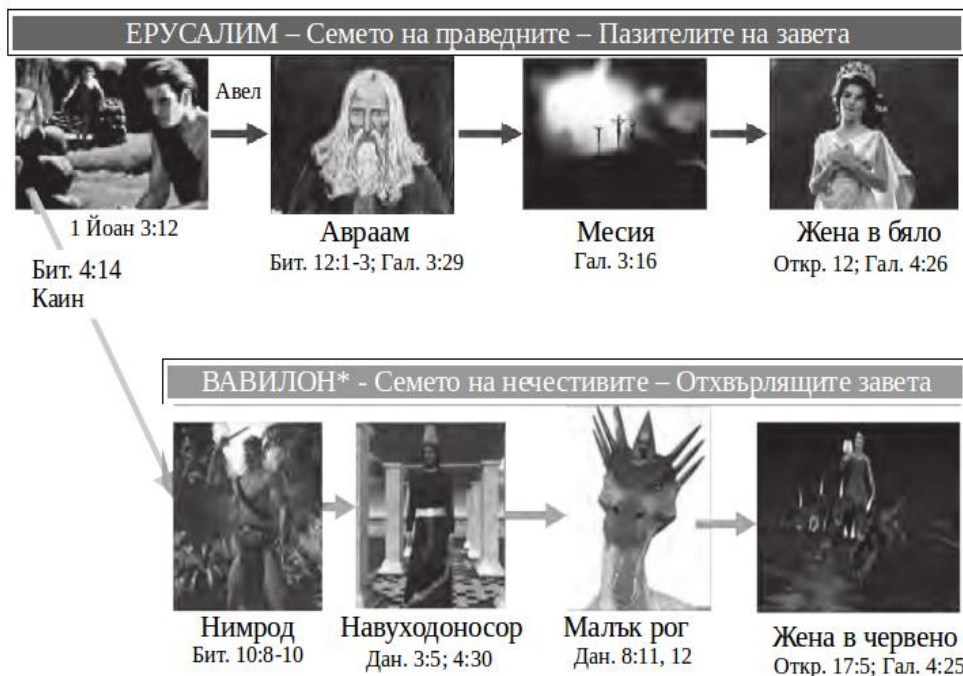 ЕРУСАЛИМ – Семето на праведните – Пазителите на завета
Авел
1 Йоан 3:12
Авраам
Бит. 12:1-3; Гал. 3:29
Месия
Гал. 3:16
Жена в бяло
Откр. 12; Гал. 4:26
Бит. 4:14
Каин
ВАВИЛОН* - Семето на нечестивите – Отхвърлящите завета
Нимрод
Бит. 10:8-10
Навуходоносор
Дан. 3:5; 4:30
Малък рог
Дан. 8:11, 12
Жена в червено
Откр. 17:5; Гал. 4:25